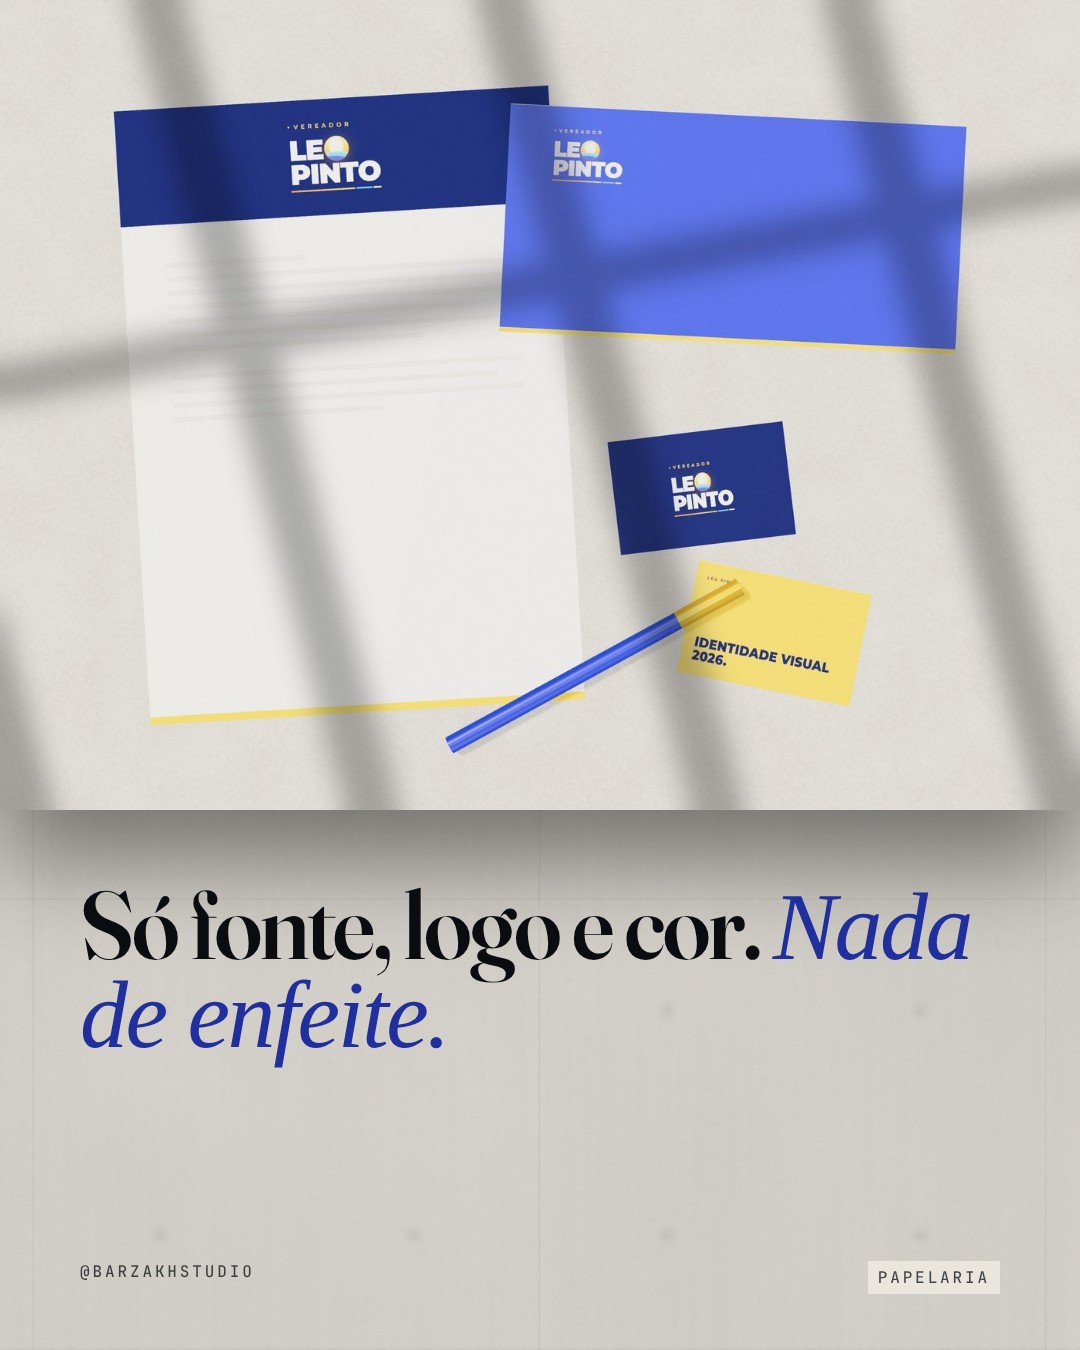 • VEREADOR
LEO
PINTO
• VEREADOR
LEO
PINTO
• VEREADOR
LEO
PINTO
IDENTIDADE VISUAL
2026.
Só fonte, logo e cor. Nada
de enfeite.
@BARZAKHSTUDIO
PAPELARIA